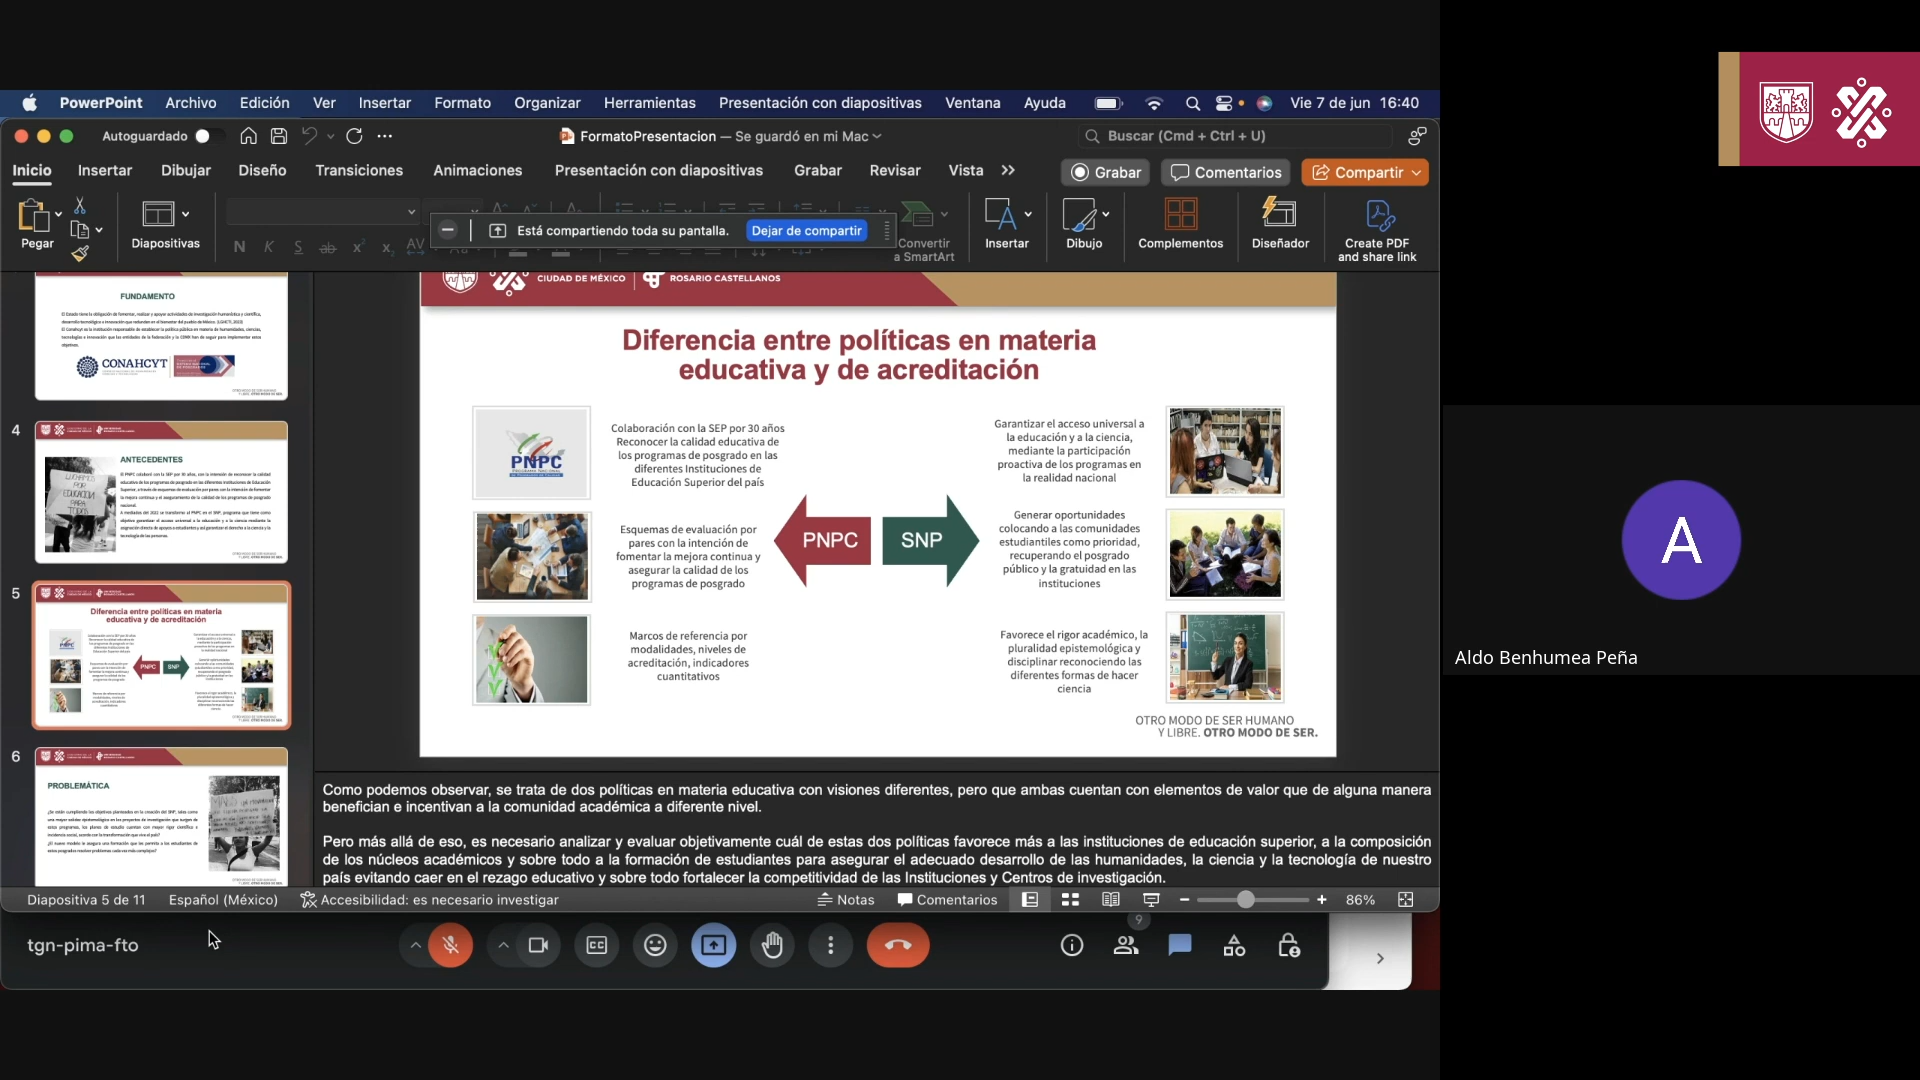 PowerPoint Archivo Edición Ver Insertar Formato Organizar Herramientas Presentación con diapositivas Ventana Ayuda Vie 7 de jun 16:40
Autoguardado FormatoPresentacion — Se guardó en mi Mac Buscar (Cmd + Ctrl + U)
Inicio Insertar Dibujar Diseño Transiciones Animaciones Presentación con diapositivas Grabar Revisar Vista Grabar Comentarios Compartir
Está compartiendo toda su pantalla. Dejar de compartir
Pegar Diapositivas Convertir
a SmartArt
Insertar Dibujo Complementos Diseñador Create PDF
and share link
FUNDAMENTO
CONAHCYT
4
ANTECEDENTES
5
Diferencia entre políticas en materia
educativa y de acreditación
PNPC SNP
6
PROBLEMÁTICA
CIUDAD DE MÉXICO ROSARIO CASTELLANOS
Diferencia entre políticas en materia
educativa y de acreditación
PNPC
Colaboración con la SEP por 30 años
Reconocer la calidad educativa de
los programas de posgrado en las
diferentes Instituciones de
Educación Superior del país
Esquemas de evaluación por
pares con la intención de
fomentar la mejora continua y
asegurar la calidad de los
programas de posgrado
Marcos de referencia por
modalidades, niveles de
acreditación, indicadores
cuantitativos
PNPC SNP
Garantizar el acceso universal a
la educación y a la ciencia,
mediante la participación
proactiva de los programas en
la realidad nacional
Generar oportunidades
colocando a las comunidades
estudiantiles como prioridad,
recuperando el posgrado
público y la gratuidad en las
instituciones
Favorece el rigor académico, la
pluralidad epistemológica y
disciplinar reconociendo las
diferentes formas de hacer
ciencia
OTRO MODO DE SER HUMANO
Y LIBRE. OTRO MODO DE SER.
Como podemos observar, se trata de dos políticas en materia educativa con visiones diferentes, pero que ambas cuentan con elementos de valor que de alguna manera
benefician e incentivan a la comunidad académica a diferente nivel.
Pero más allá de eso, es necesario analizar y evaluar objetivamente cuál de estas dos políticas favorece más a las instituciones de educación superior, a la composición
de los núcleos académicos y sobre todo a la formación de estudiantes para asegurar el adecuado desarrollo de las humanidades, la ciencia y la tecnología de nuestro
país evitando caer en el rezago educativo y sobre todo fortalecer la competitividad de las Instituciones y Centros de investigación.
Diapositiva 5 de 11 Español (México) Accesibilidad: es necesario investigar Notas Comentarios 86%
tgn-pima-fto 9
A
Aldo Benhumea Peña